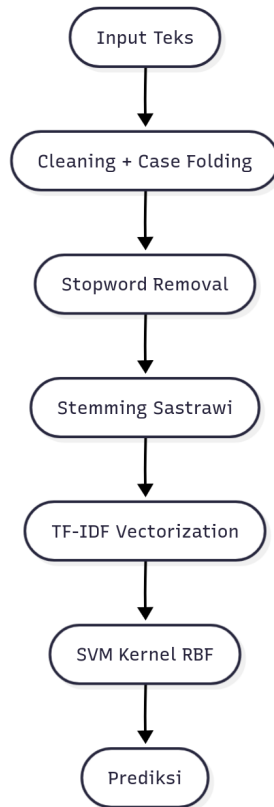 Input Teks
Cleaning + Case Folding
Stopword Removal
Stemming Sastrawi
TF-IDF Vectorization
SVM Kernel RBF
Prediksi